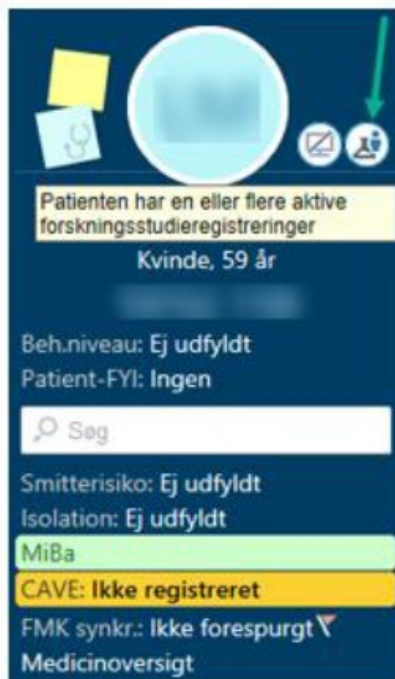 Patienten har en eller flere aktive
forskningsstudieregistreringer
Kvinde, 59 år
Beh.niveau: Ej udfyldt
Patient-FYI: Ingen
Søg
Smitterisiko: Ej udfyldt
Isolation: Ej udfyldt
MiBa
CAVE: Ikke registreret
FMK synkr.: Ikke forespurgt
Medicinoversigt